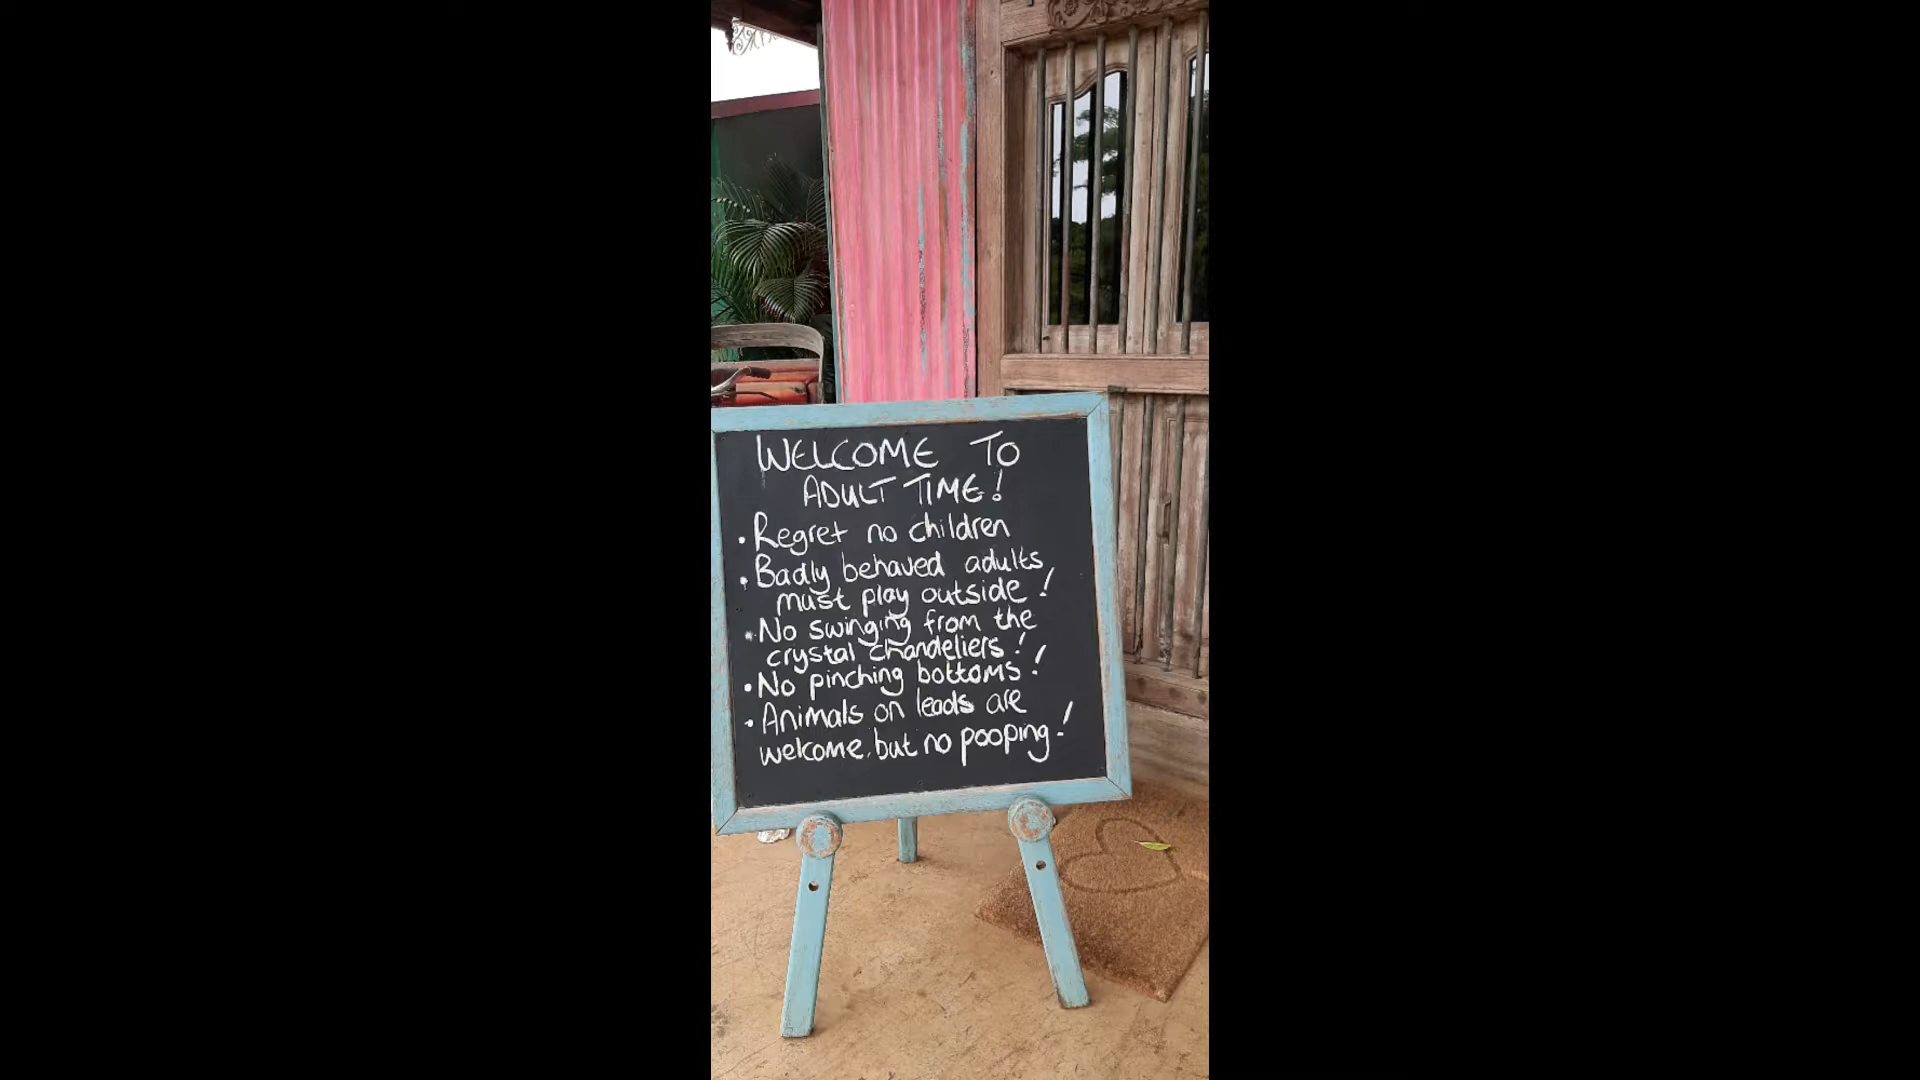 WELCOME TO
ADULT TIME!
• Regret no children
• Badly behaved adults
must play outside!
• No swinging from the
crystal chandeliers!
• No pinching bottoms!
• Animals on leads are
welcome, but no pooping!